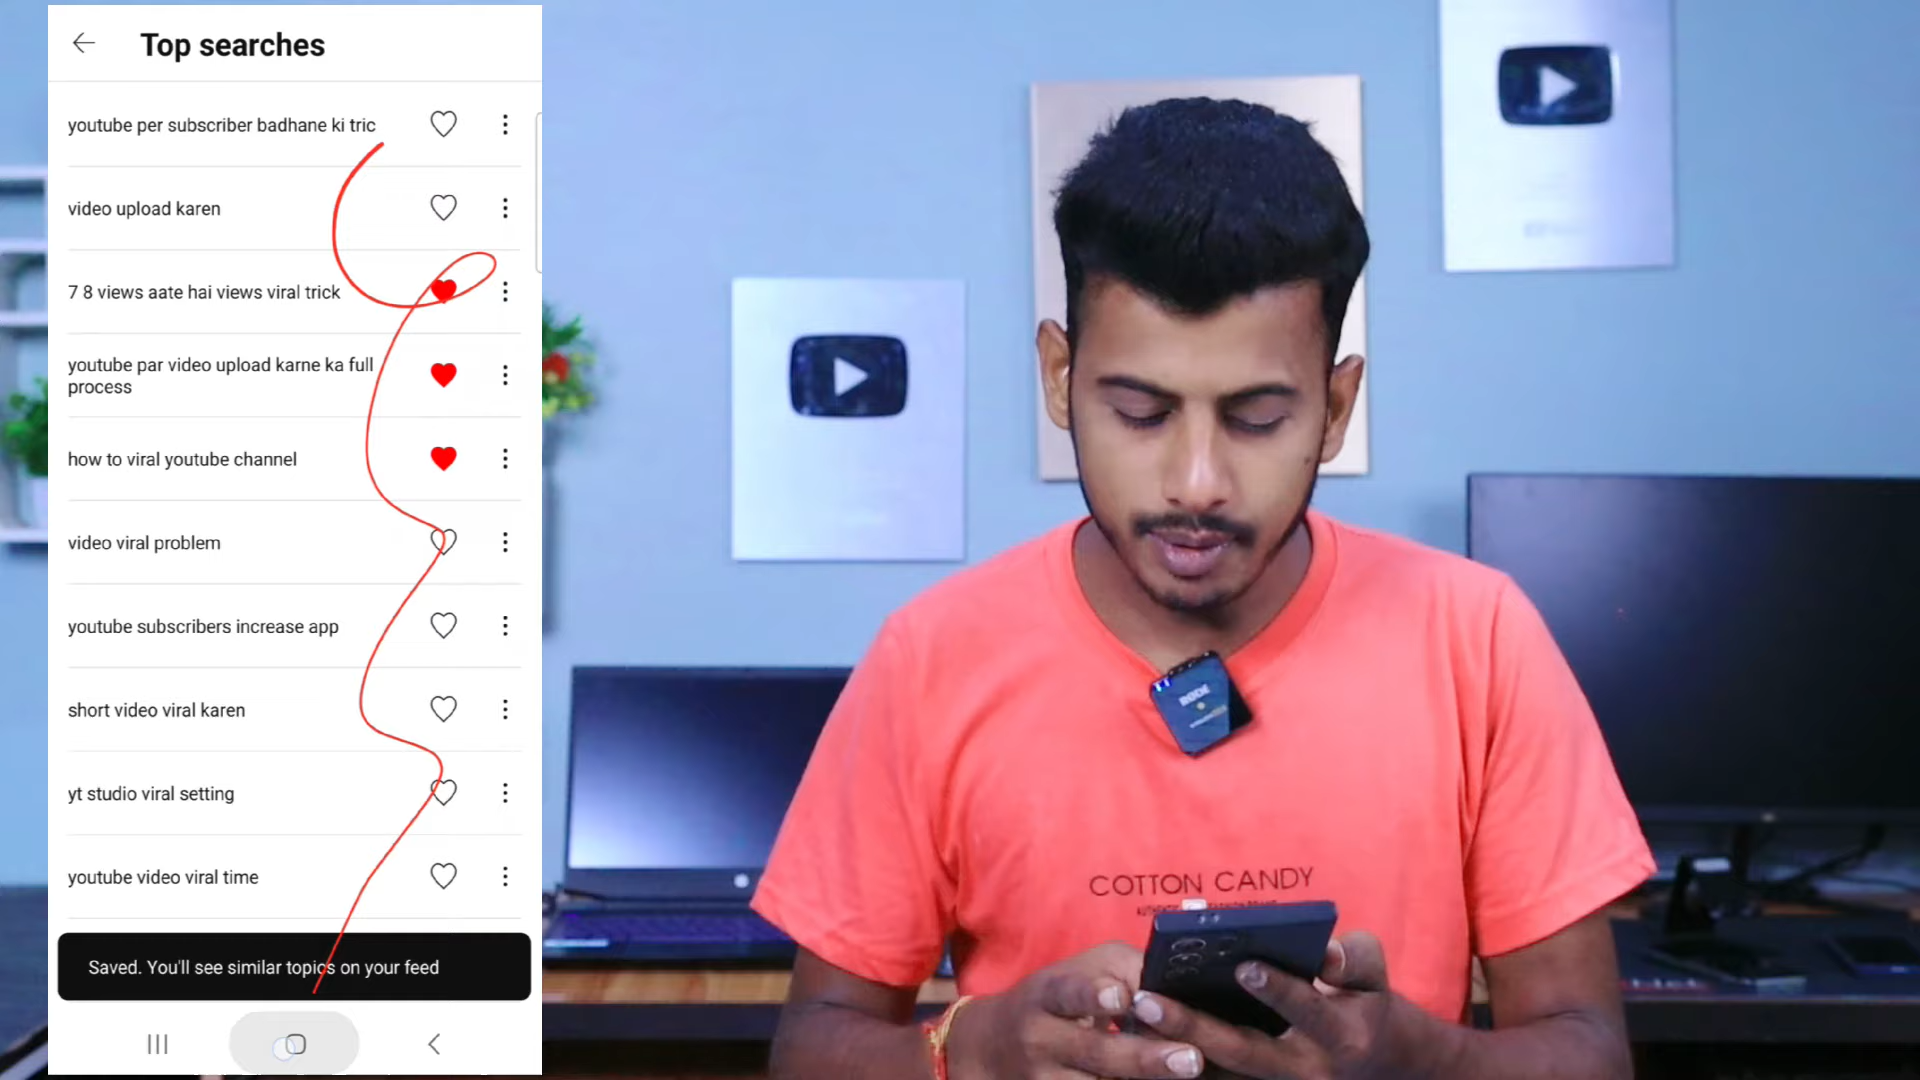 Top searches
youtube per subscriber badhane ki tric
video upload karen
7 8 views aate hai views viral trick
youtube par video upload karne ka full
process
how to viral youtube channel
video viral problem
youtube subscribers increase app
short video viral karen
yt studio viral setting
youtube video viral time
Saved. You'll see similar topics on your feed
RODE
COTTON CANDY